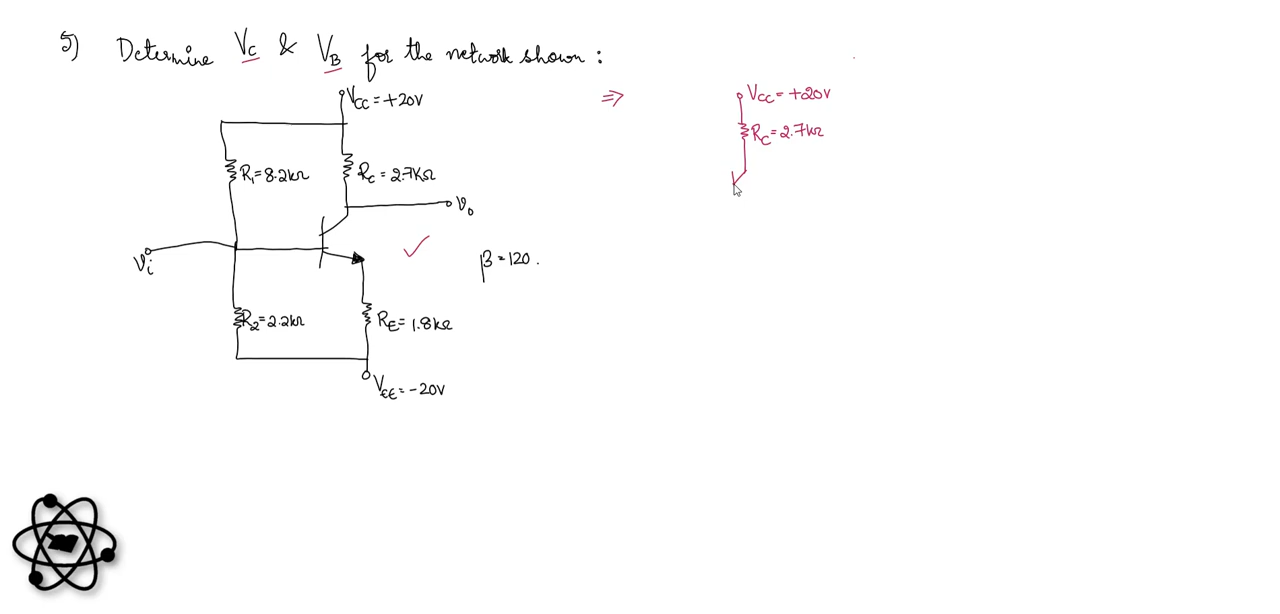 5) Determine VC & VB for the network shown :
VCC = +20V
⇒
VCC = +20V
RC = 2.7kΩ
R1 = 8.2kΩ
RC = 2.7KΩ
Vo
Vi
β = 120 .
R2 = 2.2kΩ
RE = 1.8kΩ
VEE = -20V